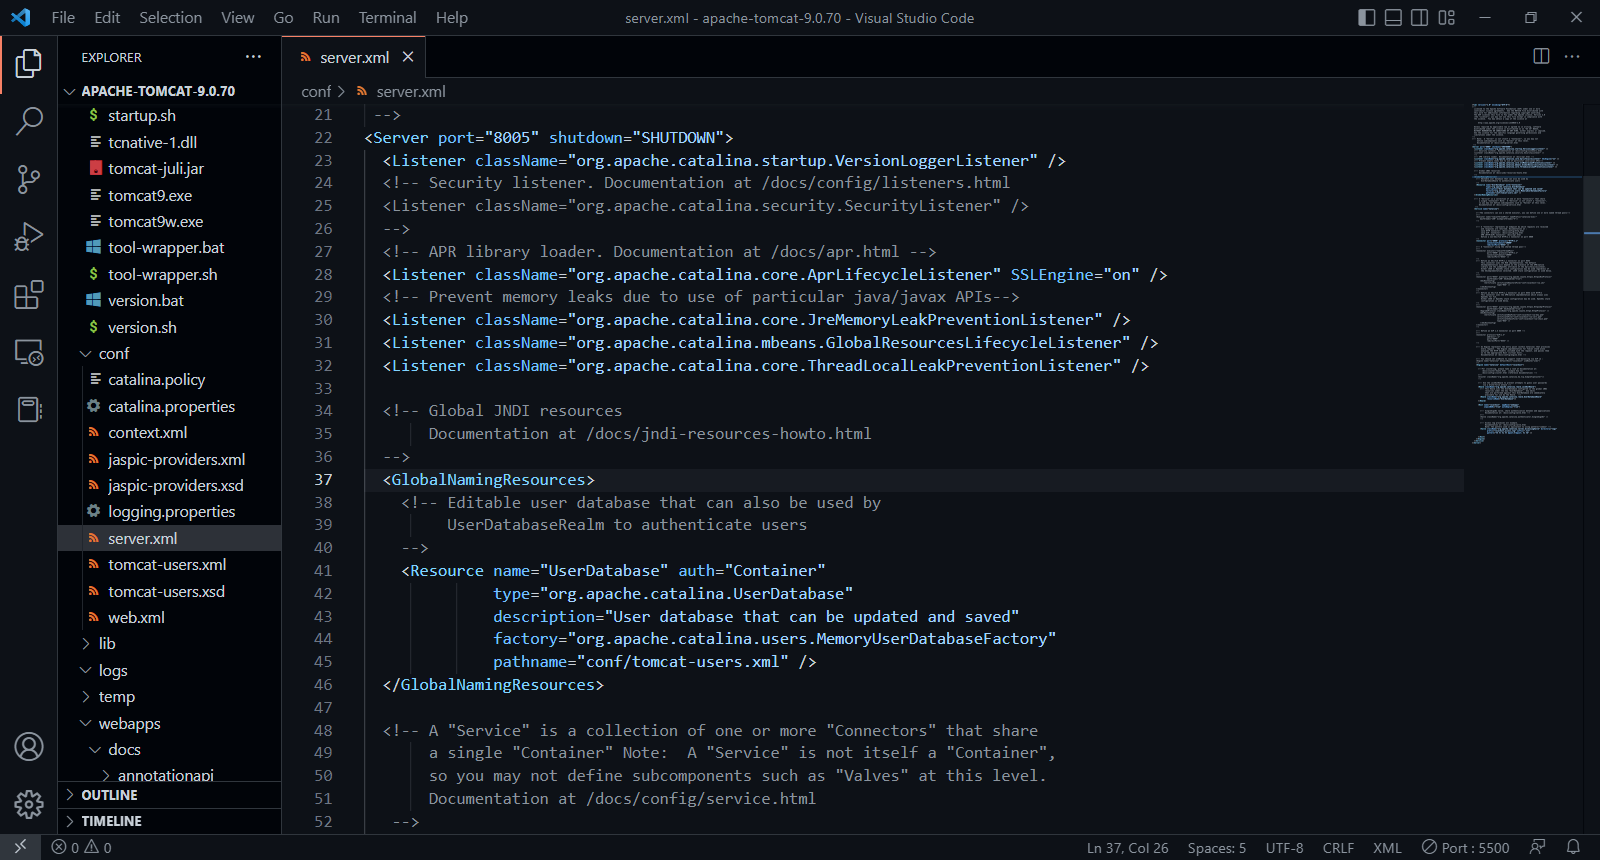 File Edit Selection View Go Run Terminal Help
server.xml - apache-tomcat-9.0.70 - Visual Studio Code
EXPLORER
APACHE-TOMCAT-9.0.70
startup.sh
tcnative-1.dll
tomcat-juli.jar
tomcat9.exe
tomcat9w.exe
tool-wrapper.bat
tool-wrapper.sh
version.bat
version.sh
conf
catalina.policy
catalina.properties
context.xml
jaspic-providers.xml
jaspic-providers.xsd
logging.properties
server.xml
tomcat-users.xml
tomcat-users.xsd
web.xml
lib
logs
temp
webapps
docs
annotationapi
OUTLINE
TIMELINE
server.xml
conf > server.xml
21 -->
22 <Server port="8005" shutdown="SHUTDOWN">
23 <Listener className="org.apache.catalina.startup.VersionLoggerListener" />
24 <!-- Security listener. Documentation at /docs/config/listeners.html
25 <Listener className="org.apache.catalina.security.SecurityListener" />
26 -->
27 <!-- APR library loader. Documentation at /docs/apr.html -->
28 <Listener className="org.apache.catalina.core.AprLifecycleListener" SSLEngine="on" />
29 <!-- Prevent memory leaks due to use of particular java/javax APIs-->
30 <Listener className="org.apache.catalina.core.JreMemoryLeakPreventionListener" />
31 <Listener className="org.apache.catalina.mbeans.GlobalResourcesLifecycleListener" />
32 <Listener className="org.apache.catalina.core.ThreadLocalLeakPreventionListener" />
33
34 <!-- Global JNDI resources
35 Documentation at /docs/jndi-resources-howto.html
36 -->
37 <GlobalNamingResources>
38 <!-- Editable user database that can also be used by
39 UserDatabaseRealm to authenticate users
40 -->
41 <Resource name="UserDatabase" auth="Container"
42 type="org.apache.catalina.UserDatabase"
43 description="User database that can be updated and saved"
44 factory="org.apache.catalina.users.MemoryUserDatabaseFactory"
45 pathname="conf/tomcat-users.xml" />
46 </GlobalNamingResources>
47
48 <!-- A "Service" is a collection of one or more "Connectors" that share
49 a single "Container" Note:  A "Service" is not itself a "Container",
50 so you may not define subcomponents such as "Valves" at this level.
51 Documentation at /docs/config/service.html
52 -->
0 0
Ln 37, Col 26 Spaces: 5 UTF-8 CRLF XML Port : 5500